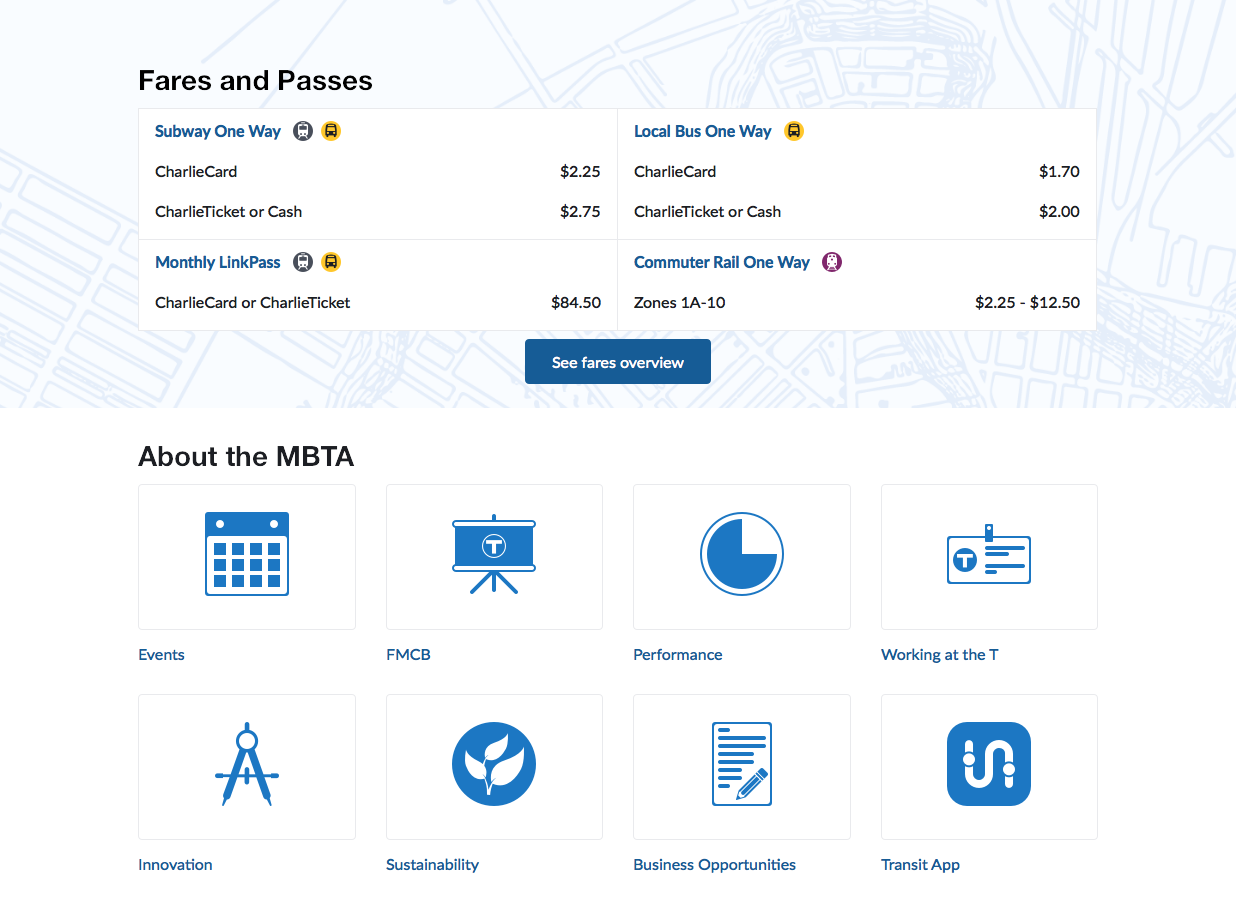 Fares and Passes
Subway One Way
CharlieCard $2.25
CharlieTicket or Cash $2.75
Local Bus One Way
CharlieCard $1.70
CharlieTicket or Cash $2.00
Monthly LinkPass
CharlieCard or CharlieTicket $84.50
Commuter Rail One Way
Zones 1A-10 $2.25 - $12.50
See fares overview
About the MBTA
T
T
Events FMCB Performance Working at the T
Innovation Sustainability Business Opportunities Transit App